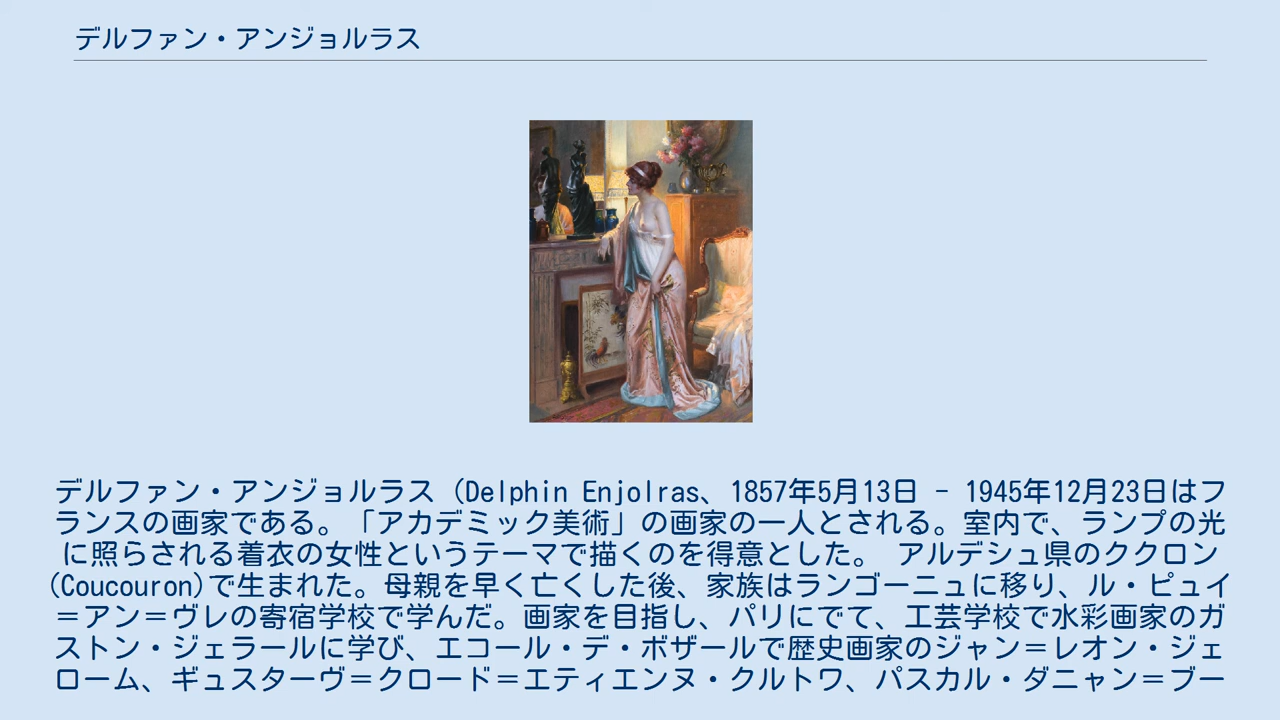 デルファン・アンジョルラス
デルファン・アンジョルラス (Delphin Enjolras、1857年5月13日 - 1945年12月23日はフ
ランスの画家である。「アカデミック美術」の画家の一人とされる。室内で、ランプの光
に照らされる着衣の女性というテーマで描くのを得意とした。 アルデシュ県のククロン
(Coucouron)で生まれた。母親を早く亡くした後、家族はランゴーニュに移り、ル・ピュイ
＝アン＝ヴレの寄宿学校で学んだ。画家を目指し、パリにでて、工芸学校で水彩画家のガ
ストン・ジェラールに学び、エコール・デ・ボザールで歴史画家のジャン＝レオン・ジェ
ローム、ギュスターヴ＝クロード＝エティエンヌ・クルトワ、パスカル・ダニャン＝ブー